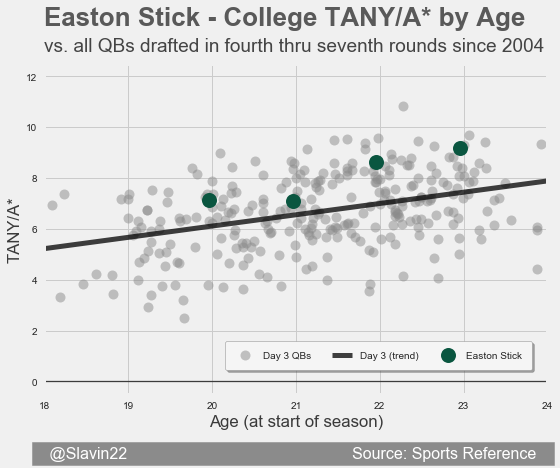 Easton Stick - College TANY/A* by Age
vs. all QBs drafted in fourth thru seventh rounds since 2004
12
10
8
6
4
2
0
TANY/A*
Day 3 QBs
Day 3 (trend)
Easton Stick
18 19 20 21 22 23 24
Age (at start of season)
@Slavin22
Source: Sports Reference